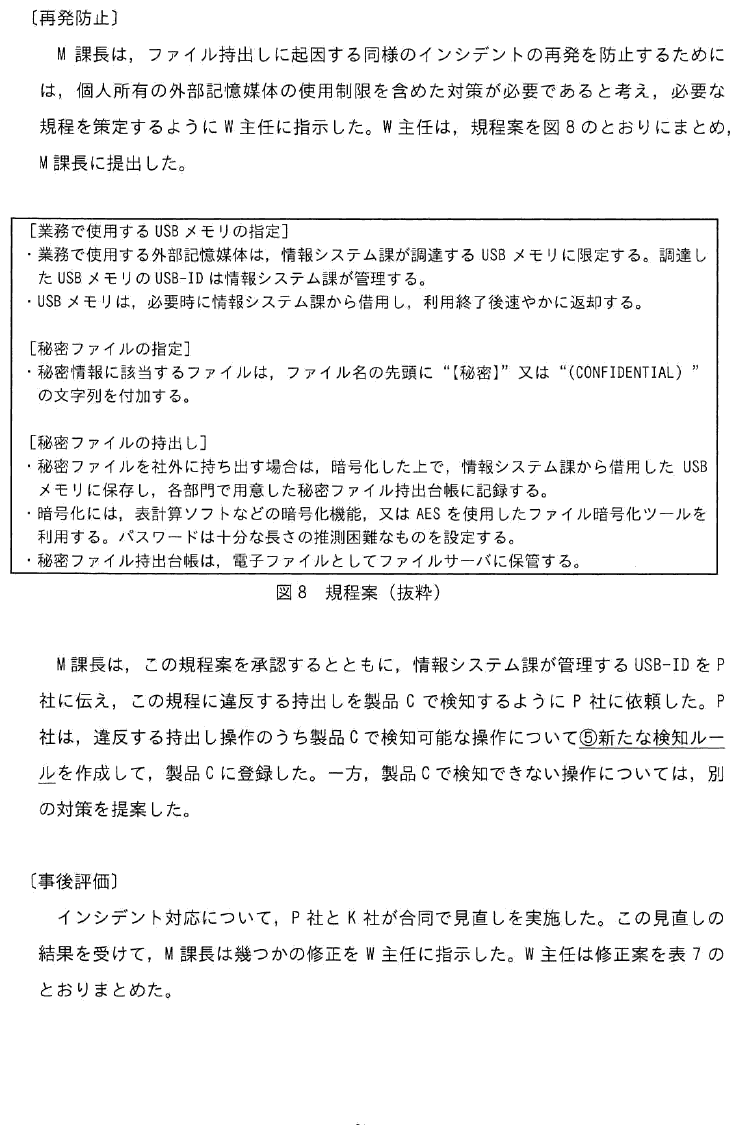 〔再発防止〕
M 課長は，ファイル持出しに起因する同様のインシデントの再発を防止するために
は，個人所有の外部記憶媒体の使用制限を含めた対策が必要であると考え，必要な
規程を策定するように W 主任に指示した。W 主任は，規程案を図 8 のとおりにまとめ，
M 課長に提出した。
［業務で使用する USB メモリの指定］
・業務で使用する外部記憶媒体は，情報システム課が調達する USB メモリに限定する。調達し
た USB メモリの USB-ID は情報システム課が管理する。
・USB メモリは，必要時に情報システム課から借用し，利用終了後速やかに返却する。
［秘密ファイルの指定］
・秘密情報に該当するファイルは，ファイル名の先頭に “【秘密】” 又は “(CONFIDENTIAL) ”
の文字列を付加する。
［秘密ファイルの持出し］
・秘密ファイルを社外に持ち出す場合は，暗号化した上で，情報システム課から借用した USB
メモリに保存し，各部門で用意した秘密ファイル持出台帳に記録する。
・暗号化には，表計算ソフトなどの暗号化機能，又は AES を使用したファイル暗号化ツールを
利用する。パスワードは十分な長さの推測困難なものを設定する。
・秘密ファイル持出台帳は，電子ファイルとしてファイルサーバに保管する。
図 8 規程案（抜粋）
M 課長は，この規程案を承認するとともに，情報システム課が管理する USB-ID を P
社に伝え，この規程に違反する持出しを製品 C で検知するように P 社に依頼した。P
社は，違反する持出し操作のうち製品 C で検知可能な操作について⑤新たな検知ルー
ルを作成して，製品 C に登録した。一方，製品 C で検知できない操作については，別
の対策を提案した。
〔事後評価〕
インシデント対応について，P 社と K 社が合同で見直しを実施した。この見直しの
結果を受けて，M 課長は幾つかの修正を W 主任に指示した。W 主任は修正案を表 7 の
とおりまとめた。